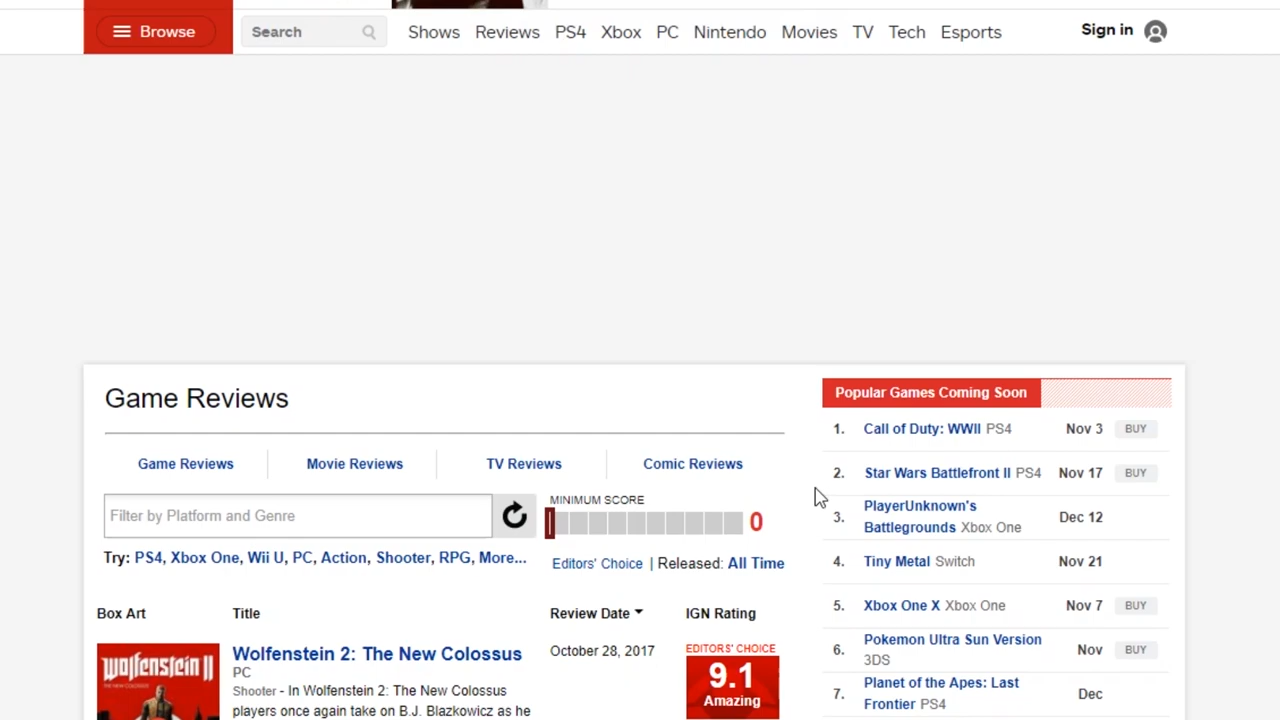 Browse
Search
Shows Reviews PS4 Xbox PC Nintendo Movies TV Tech Esports
Sign in
Game Reviews
Game Reviews
Movie Reviews
TV Reviews
Comic Reviews
Filter by Platform and Genre
MINIMUM SCORE
0
Try: PS4, Xbox One, Wii U, PC, Action, Shooter, RPG, More...
Editors' Choice | Released: All Time
Box Art
Title
Review Date
IGN Rating
Wolfenstein II
THE NEW COLOSSUS
Wolfenstein 2: The New Colossus
PC
Shooter - In Wolfenstein 2: The New Colossus
players once again take on B.J. Blazkowicz as he
October 28, 2017
EDITORS' CHOICE
9.1
Amazing
Popular Games Coming Soon
1. Call of Duty: WWII PS4 Nov 3 BUY
2. Star Wars Battlefront II PS4 Nov 17 BUY
3. PlayerUnknown's
Battlegrounds Xbox One Dec 12
4. Tiny Metal Switch Nov 21
5. Xbox One X Xbox One Nov 7 BUY
6. Pokemon Ultra Sun Version
3DS Nov BUY
7. Planet of the Apes: Last
Frontier PS4 Dec